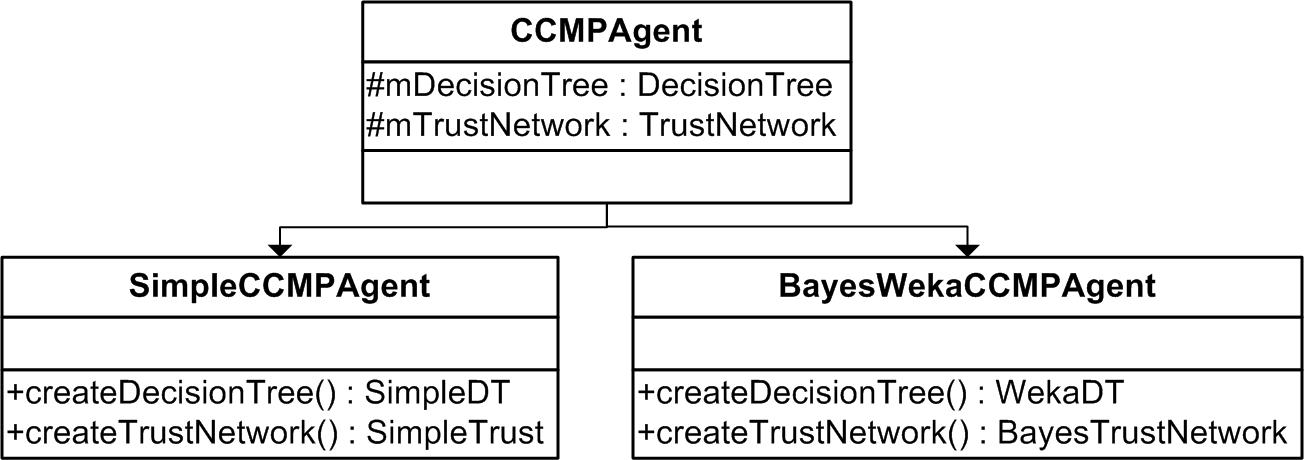 CCMPAgent
#mDecisionTree : DecisionTree
#mTrustNetwork : TrustNetwork
SimpleCCMPAgent
+createDecisionTree() : SimpleDT
+createTrustNetwork() : SimpleTrust
BayesWekaCCMPAgent
+createDecisionTree() : WekaDT
+createTrustNetwork() : BayesTrustNetwork